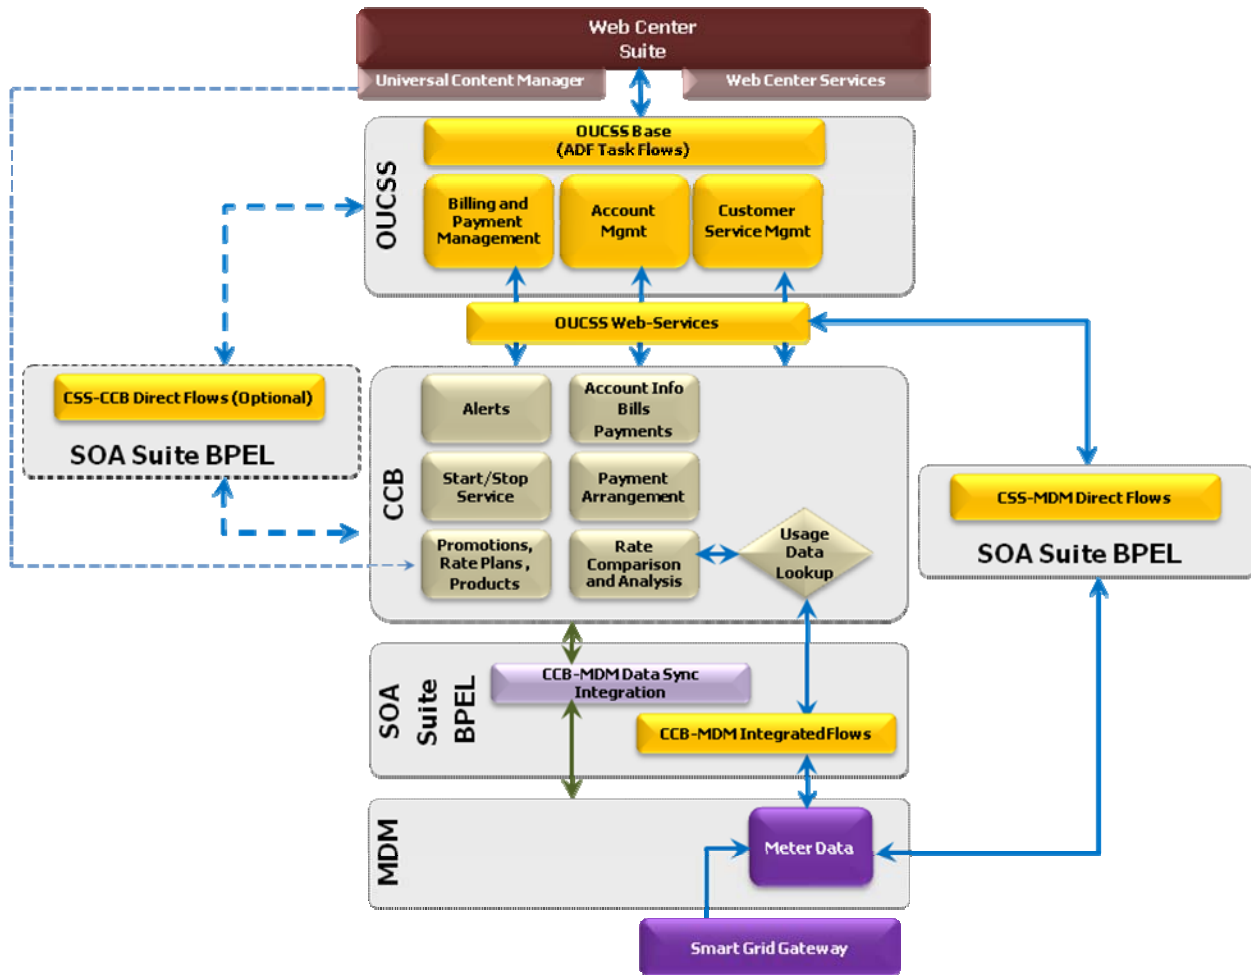 Web Center
Suite
Universal Content Manager
Web Center Services
OUCSS
OUCSS Base
(ADF Task Flows)
Billing and
Payment
Management
Account
Mgmt
Customer
Service Mgmt
OUCSS Web-Services
CSS-CCB Direct Flows (Optional)
SOA Suite BPEL
CCB
Alerts
Account Info
Bills
Payments
Start/Stop
Service
Payment
Arrangement
Promotions,
Rate Plans ,
Products
Rate
Comparison
and Analysis
Usage
Data
Lookup
CSS-MDM Direct Flows
SOA Suite BPEL
SOA
Suite
BPEL
CCB-MDM Data Sync
Integration
CCB-MDM Integrated Flows
MDM
Meter Data
Smart Grid Gateway